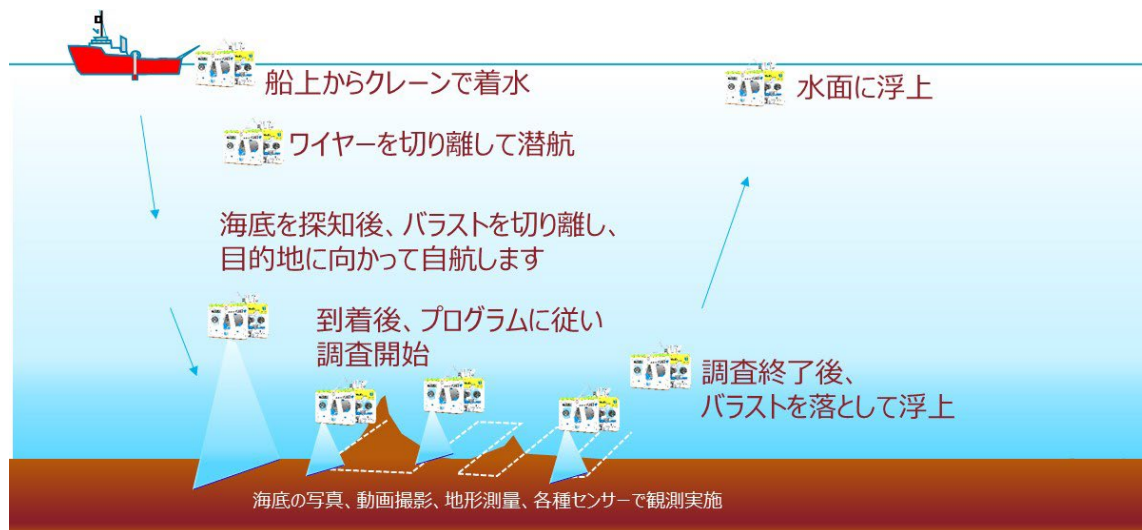 船上からクレーンで着水
水面に浮上
ワイヤーを切り離して潜航
海底を探知後、バラストを切り離し、
目的地に向かって自航します
到着後、プログラムに従い
調査開始
調査終了後、
バラストを落として浮上
海底の写真、動画撮影、地形測量、各種センサーで観測実施